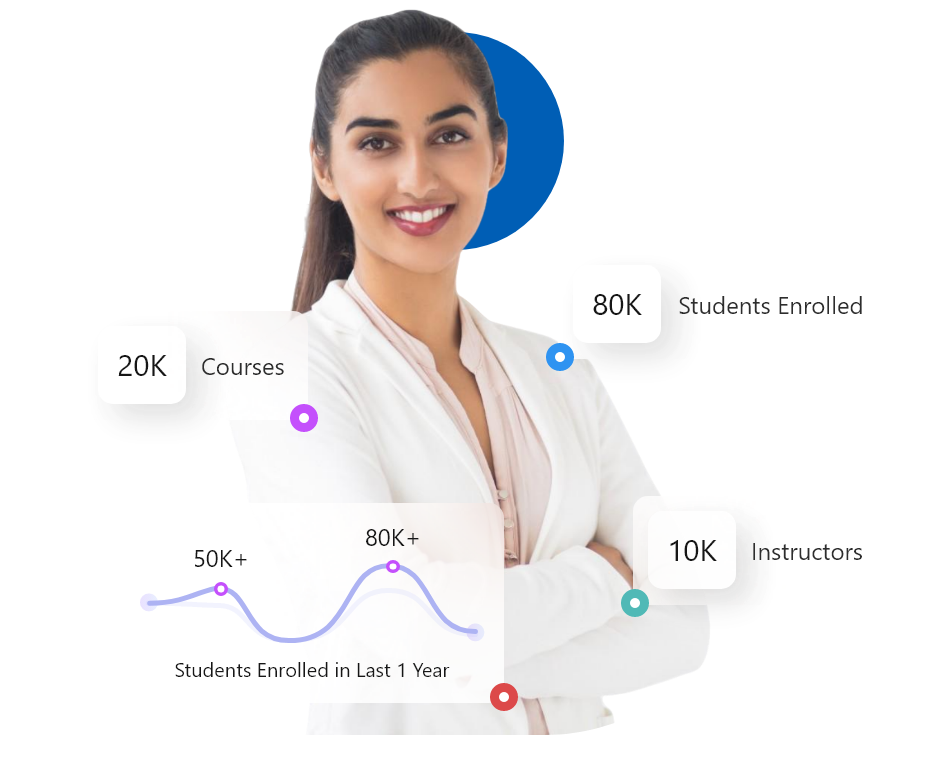 80K Students Enrolled
20K Courses
10K Instructors
50K+
80K+
Students Enrolled in Last 1 Year